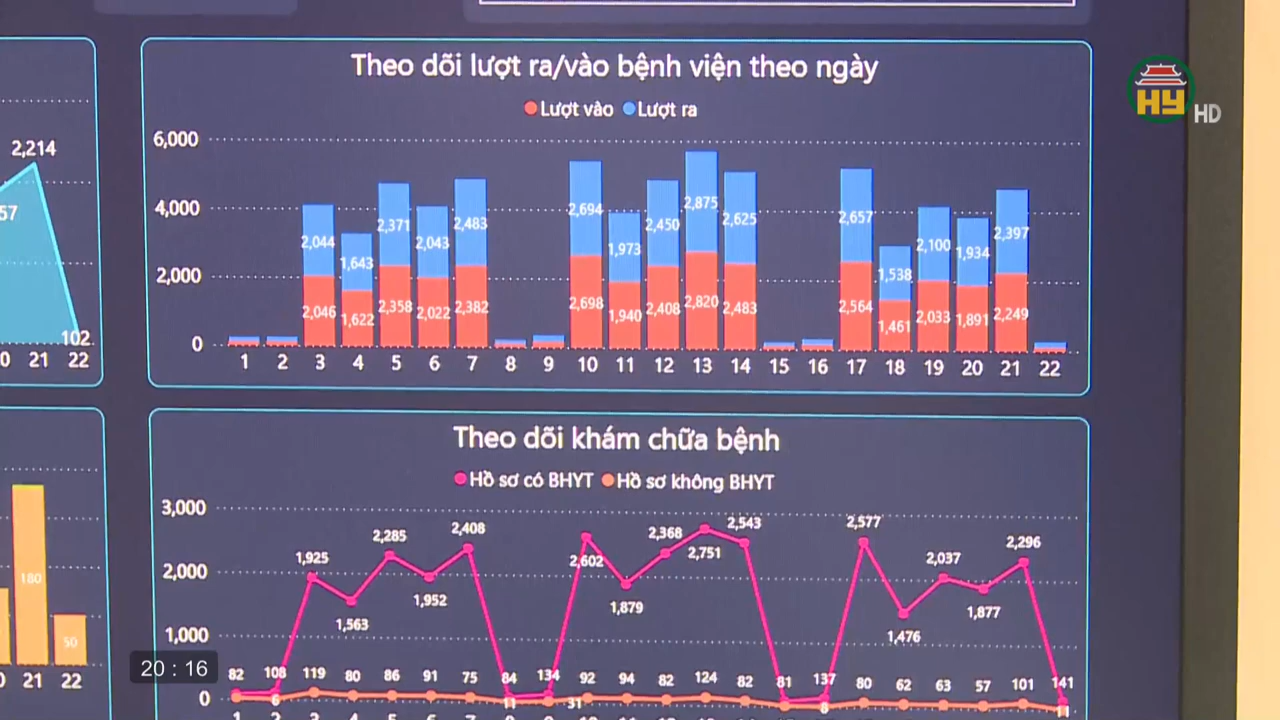 Theo dõi lượt ra/vào bệnh viện theo ngày
Lượt vào Lượt ra
HY HD
6,000
4,000
2,000
0
2,044 1,643 2,371 2,043 2,483 2,694 1,973 2,450 2,875 2,625 2,657 1,538 2,100 1,934 2,397
2,046 1,622 2,358 2,022 2,382 2,698 1,940 2,408 2,820 2,483 2,564 1,461 2,033 1,891 2,249
1 2 3 4 5 6 7 8 9 10 11 12 13 14 15 16 17 18 19 20 21 22
2,214
57
102
0 21 22
Theo dõi khám chữa bệnh
Hồ sơ có BHYT Hồ sơ không BHYT
3,000
2,000
1,000
0
1,925 1,563 2,285 1,952 2,408 2,602 1,879 2,368 2,751 2,543 2,577 1,476 2,037 1,877 2,296
82 108 119 80 86 91 75 84 134 92 94 82 124 82 81 137 80 62 63 57 101 141
6 11 31 8 11
180
50
0 21 22
20 : 16